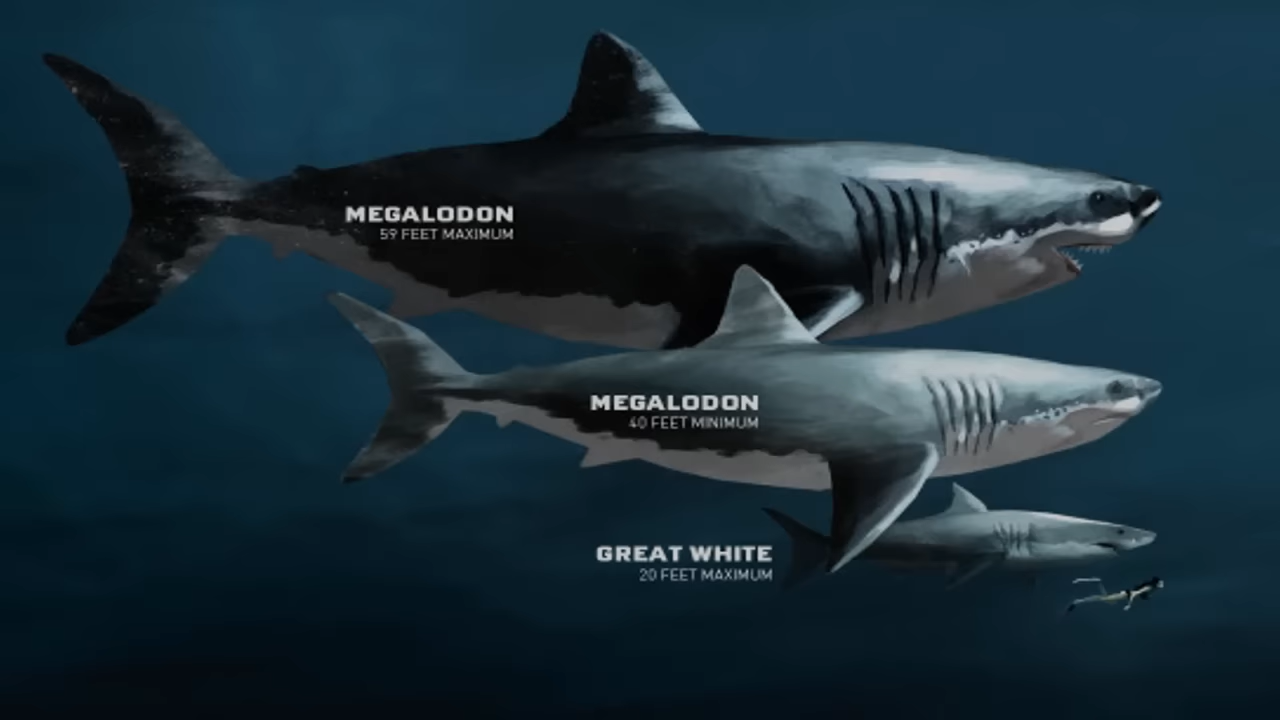 MEGALODON
59 FEET MAXIMUM
MEGALODON
40 FEET MINIMUM
GREAT WHITE
20 FEET MAXIMUM